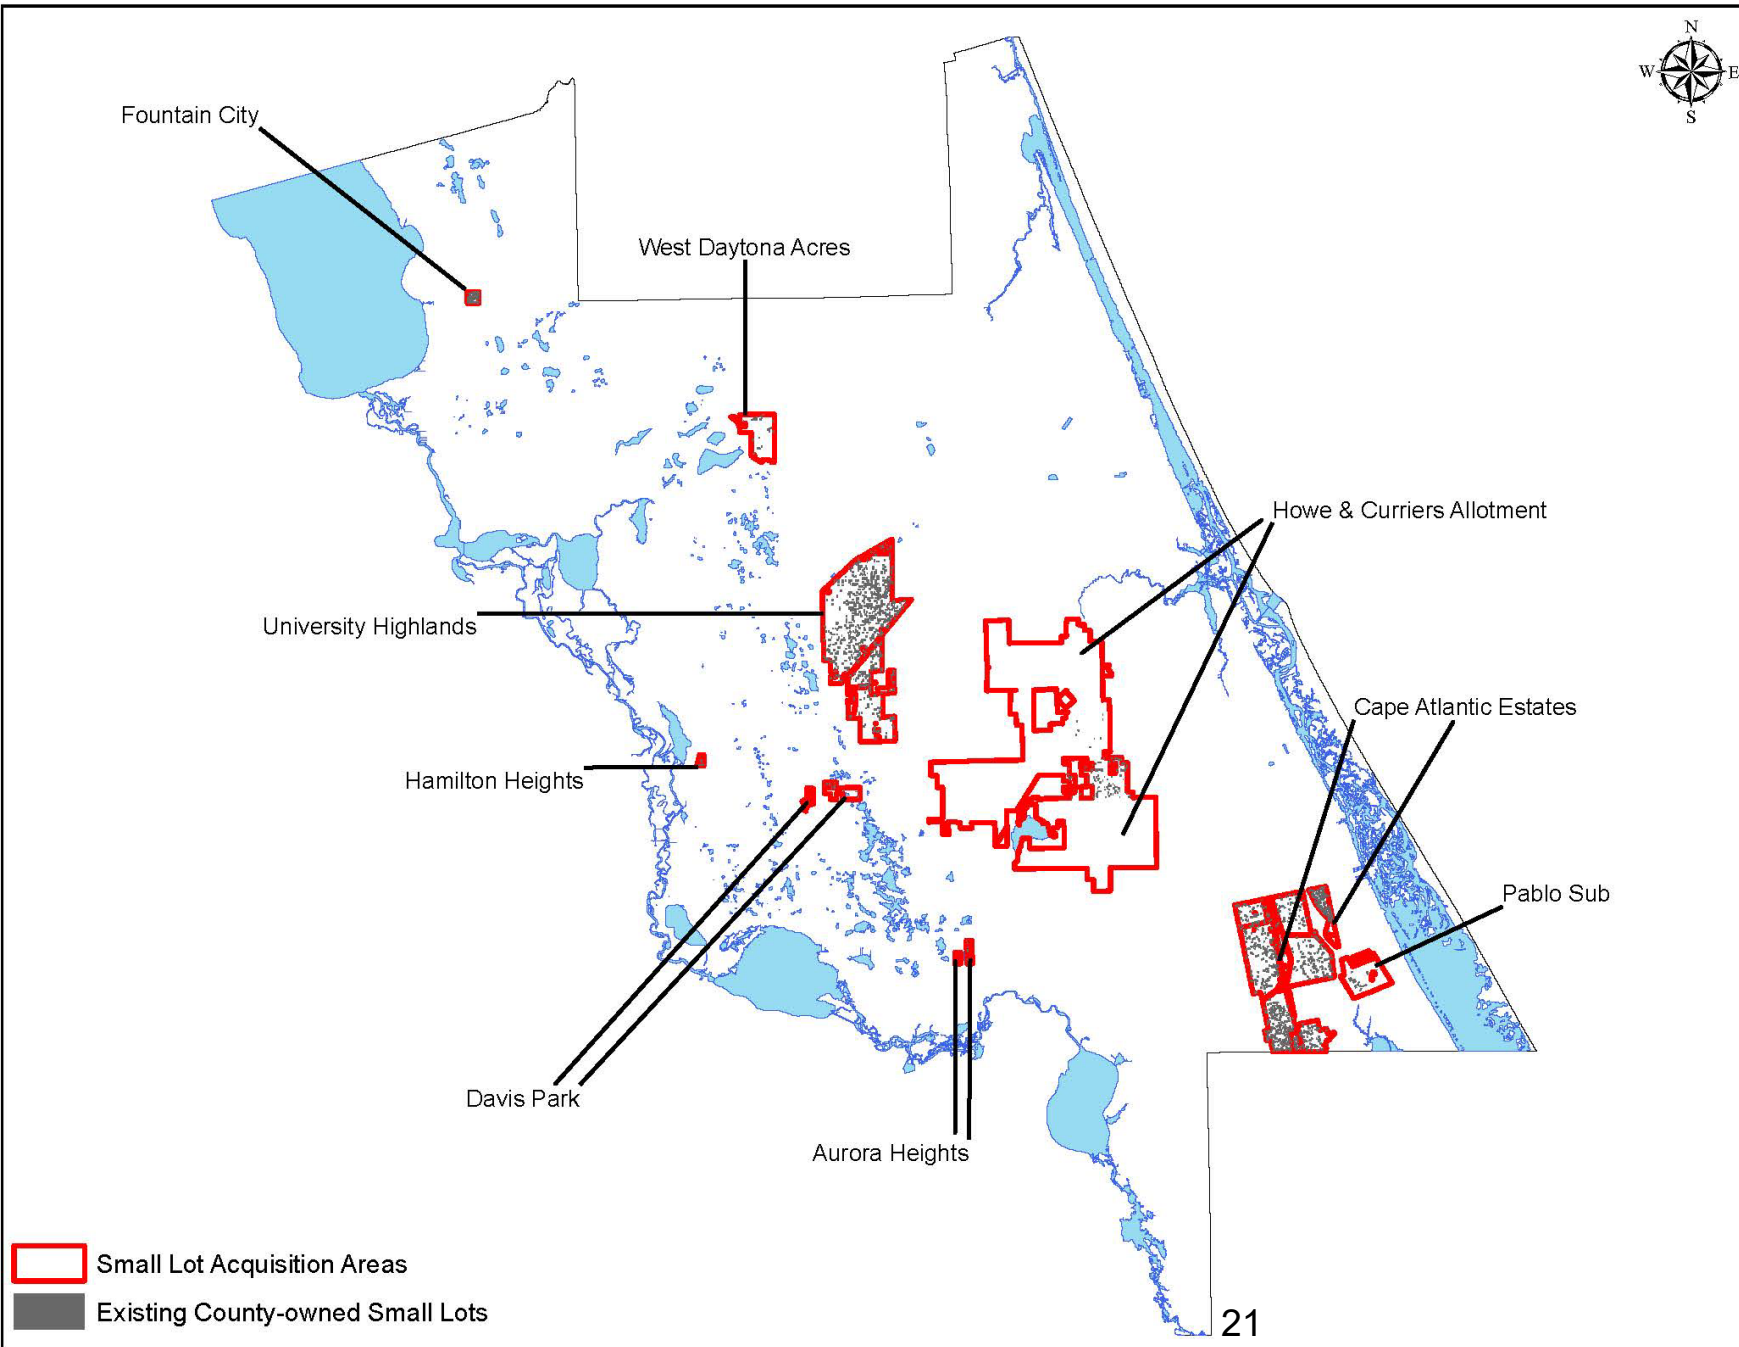 N
W E
S
Fountain City
West Daytona Acres
Howe & Curriers Allotment
University Highlands
Cape Atlantic Estates
Hamilton Heights
Pablo Sub
Davis Park
Aurora Heights
Small Lot Acquisition Areas
Existing County-owned Small Lots
21